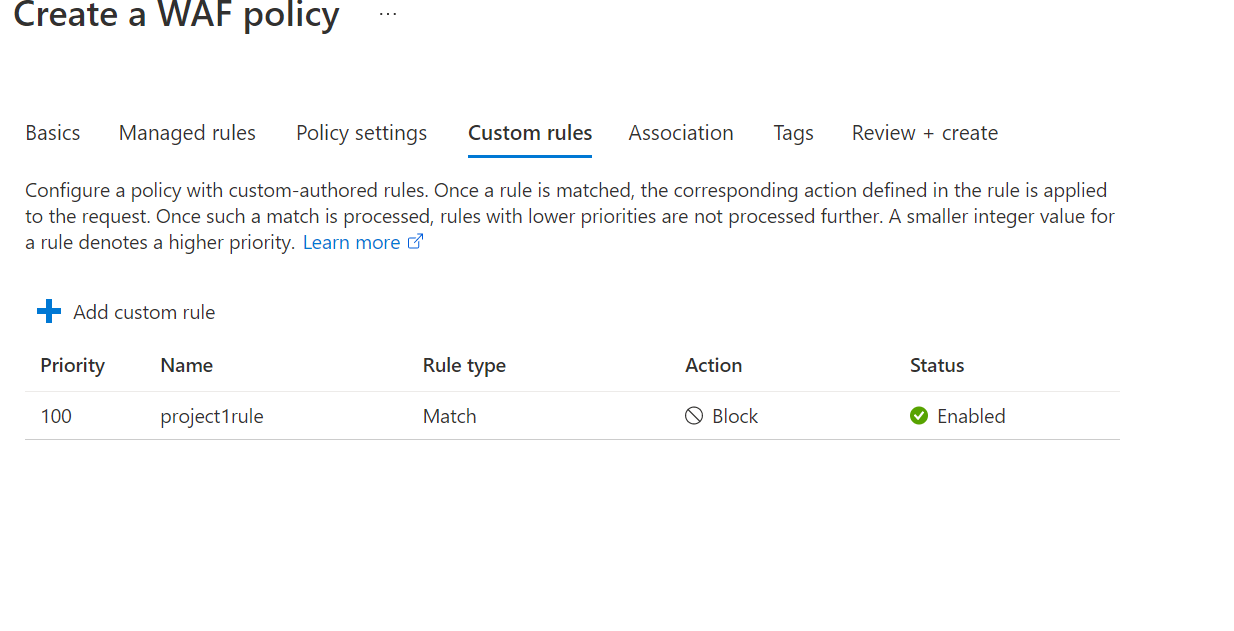 Create a WAF policy ...
Basics Managed rules Policy settings Custom rules Association Tags Review + create
Configure a policy with custom-authored rules. Once a rule is matched, the corresponding action defined in the rule is applied
to the request. Once such a match is processed, rules with lower priorities are not processed further. A smaller integer value for
a rule denotes a higher priority. Learn more
Add custom rule
Priority Name Rule type Action Status
100 project1rule Match Block Enabled